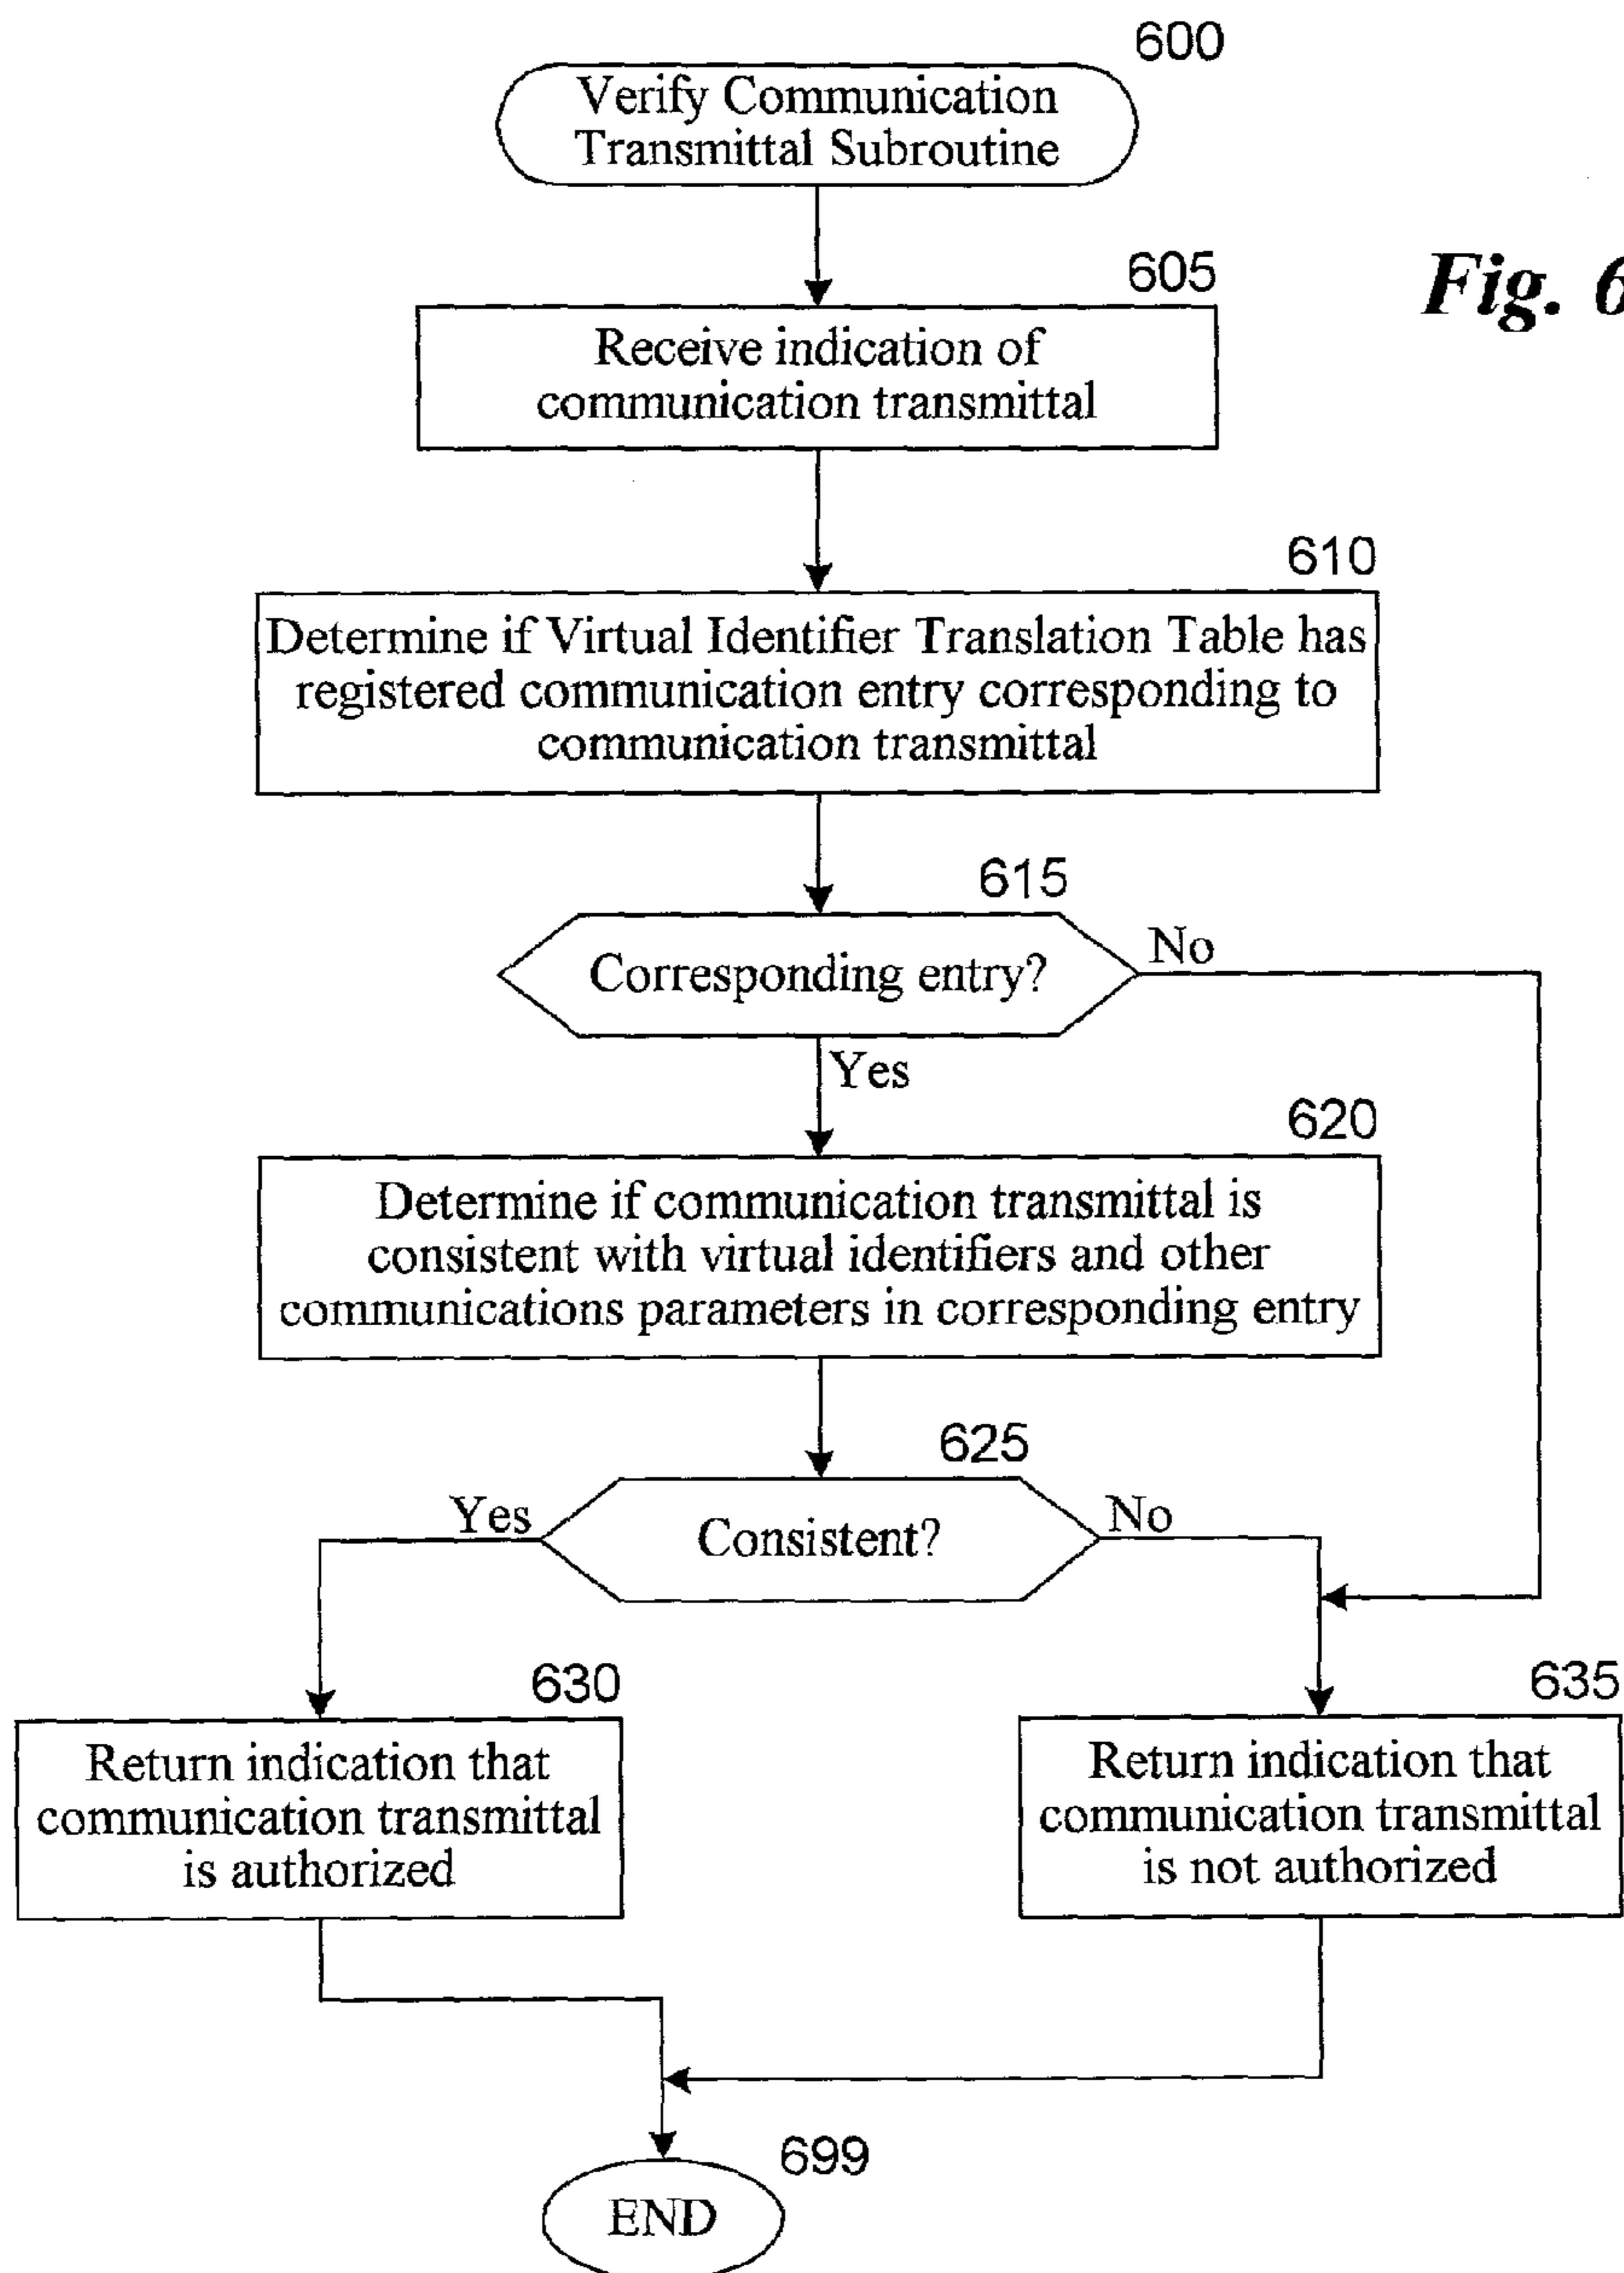 600
Verify Communication
Transmittal Subroutine
605
Fig. 6
Receive indication of
communication transmittal
610
Determine if Virtual Identifier Translation Table has
registered communication entry corresponding to
communication transmittal
615
Corresponding entry?
No
Yes
620
Determine if communication transmittal is
consistent with virtual identifiers and other
communications parameters in corresponding entry
625
Yes
Consistent?
No
630
Return indication that
communication transmittal
is authorized
635
Return indication that
communication transmittal
is not authorized
699
END